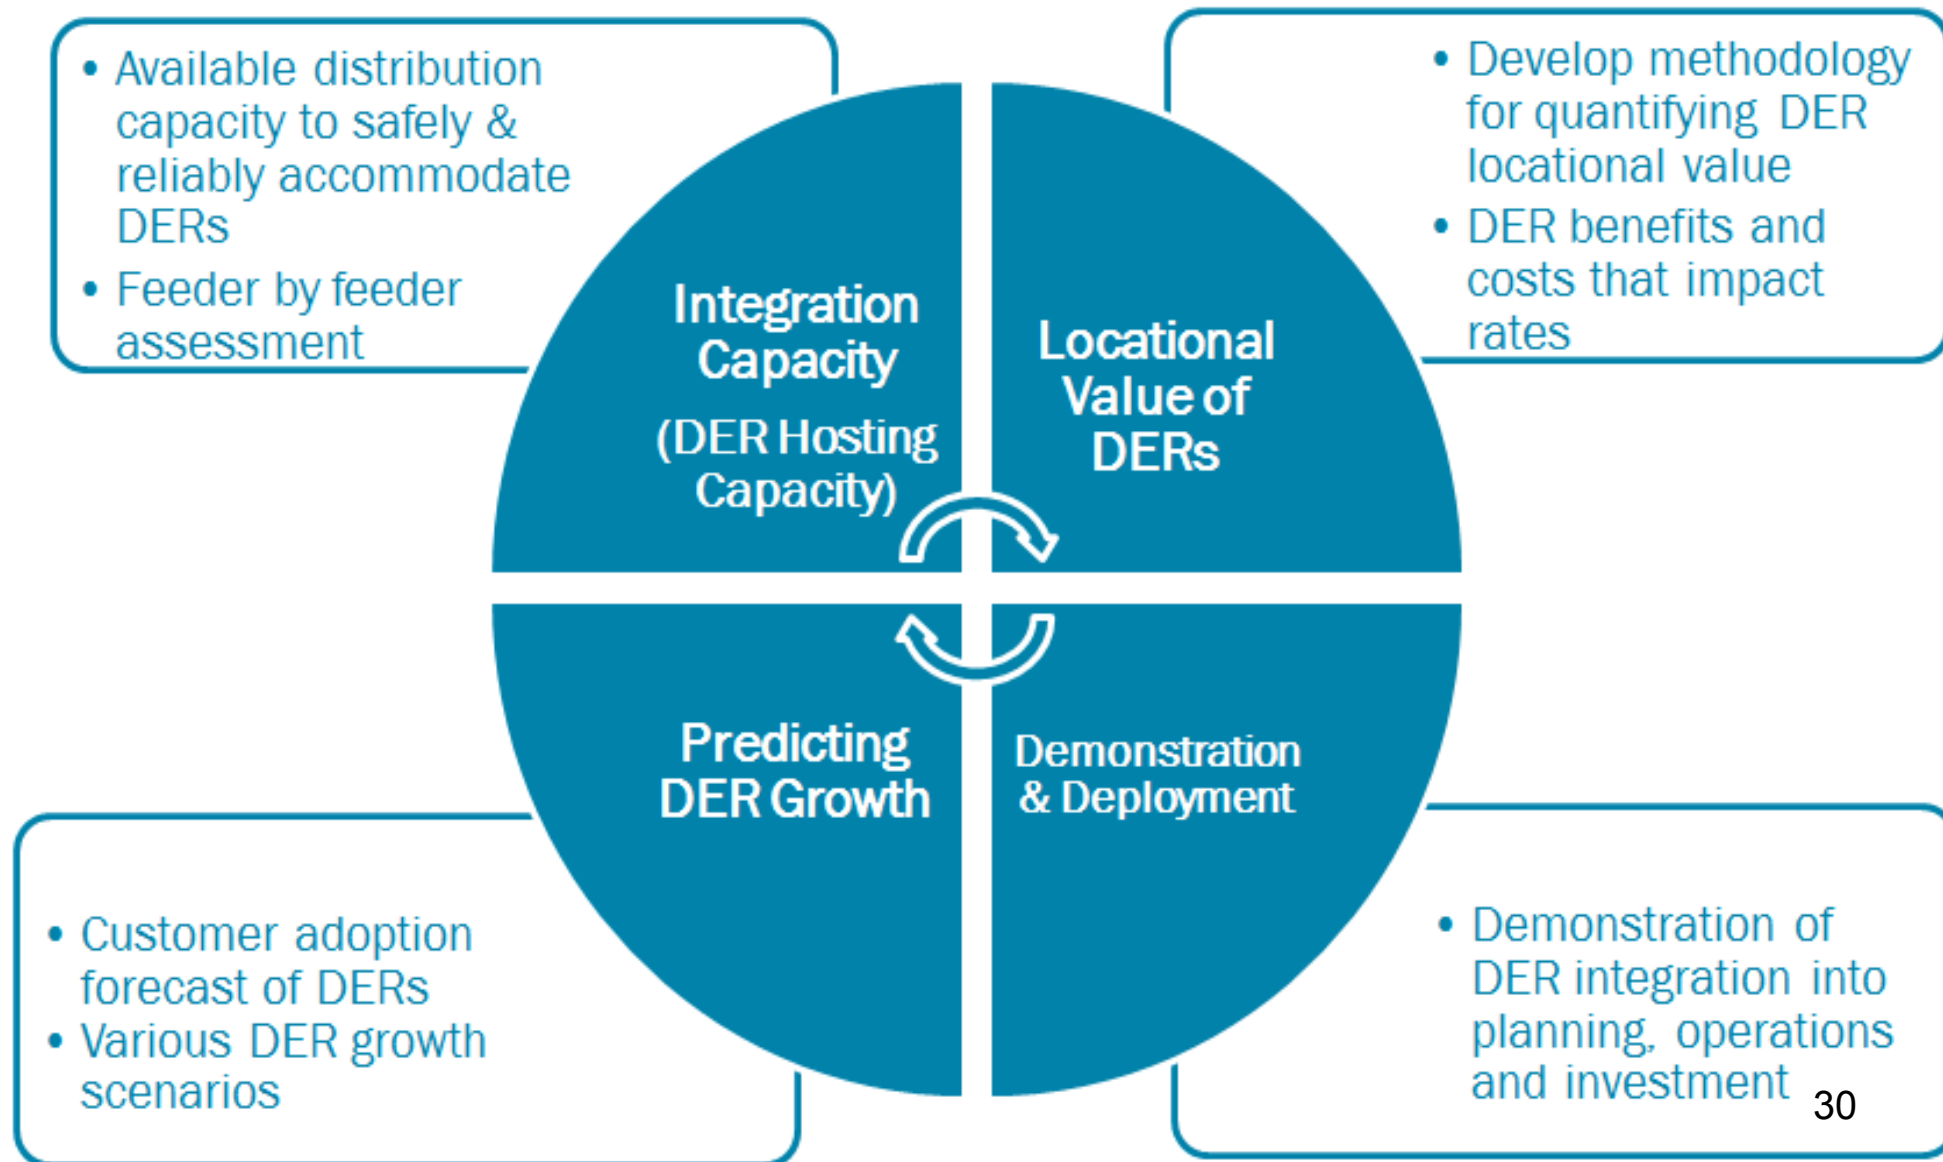 • Available distribution
capacity to safely &
reliably accommodate
DERs
• Feeder by feeder
assessment
• Develop methodology
for quantifying DER
locational value
• DER benefits and
costs that impact
rates
Integration
Capacity
(DER Hosting
Capacity)
Locational
Value of
DERs
Predicting
DER Growth
Demonstration
& Deployment
• Customer adoption
forecast of DERs
• Various DER growth
scenarios
• Demonstration of
DER integration into
planning, operations
and investment
30